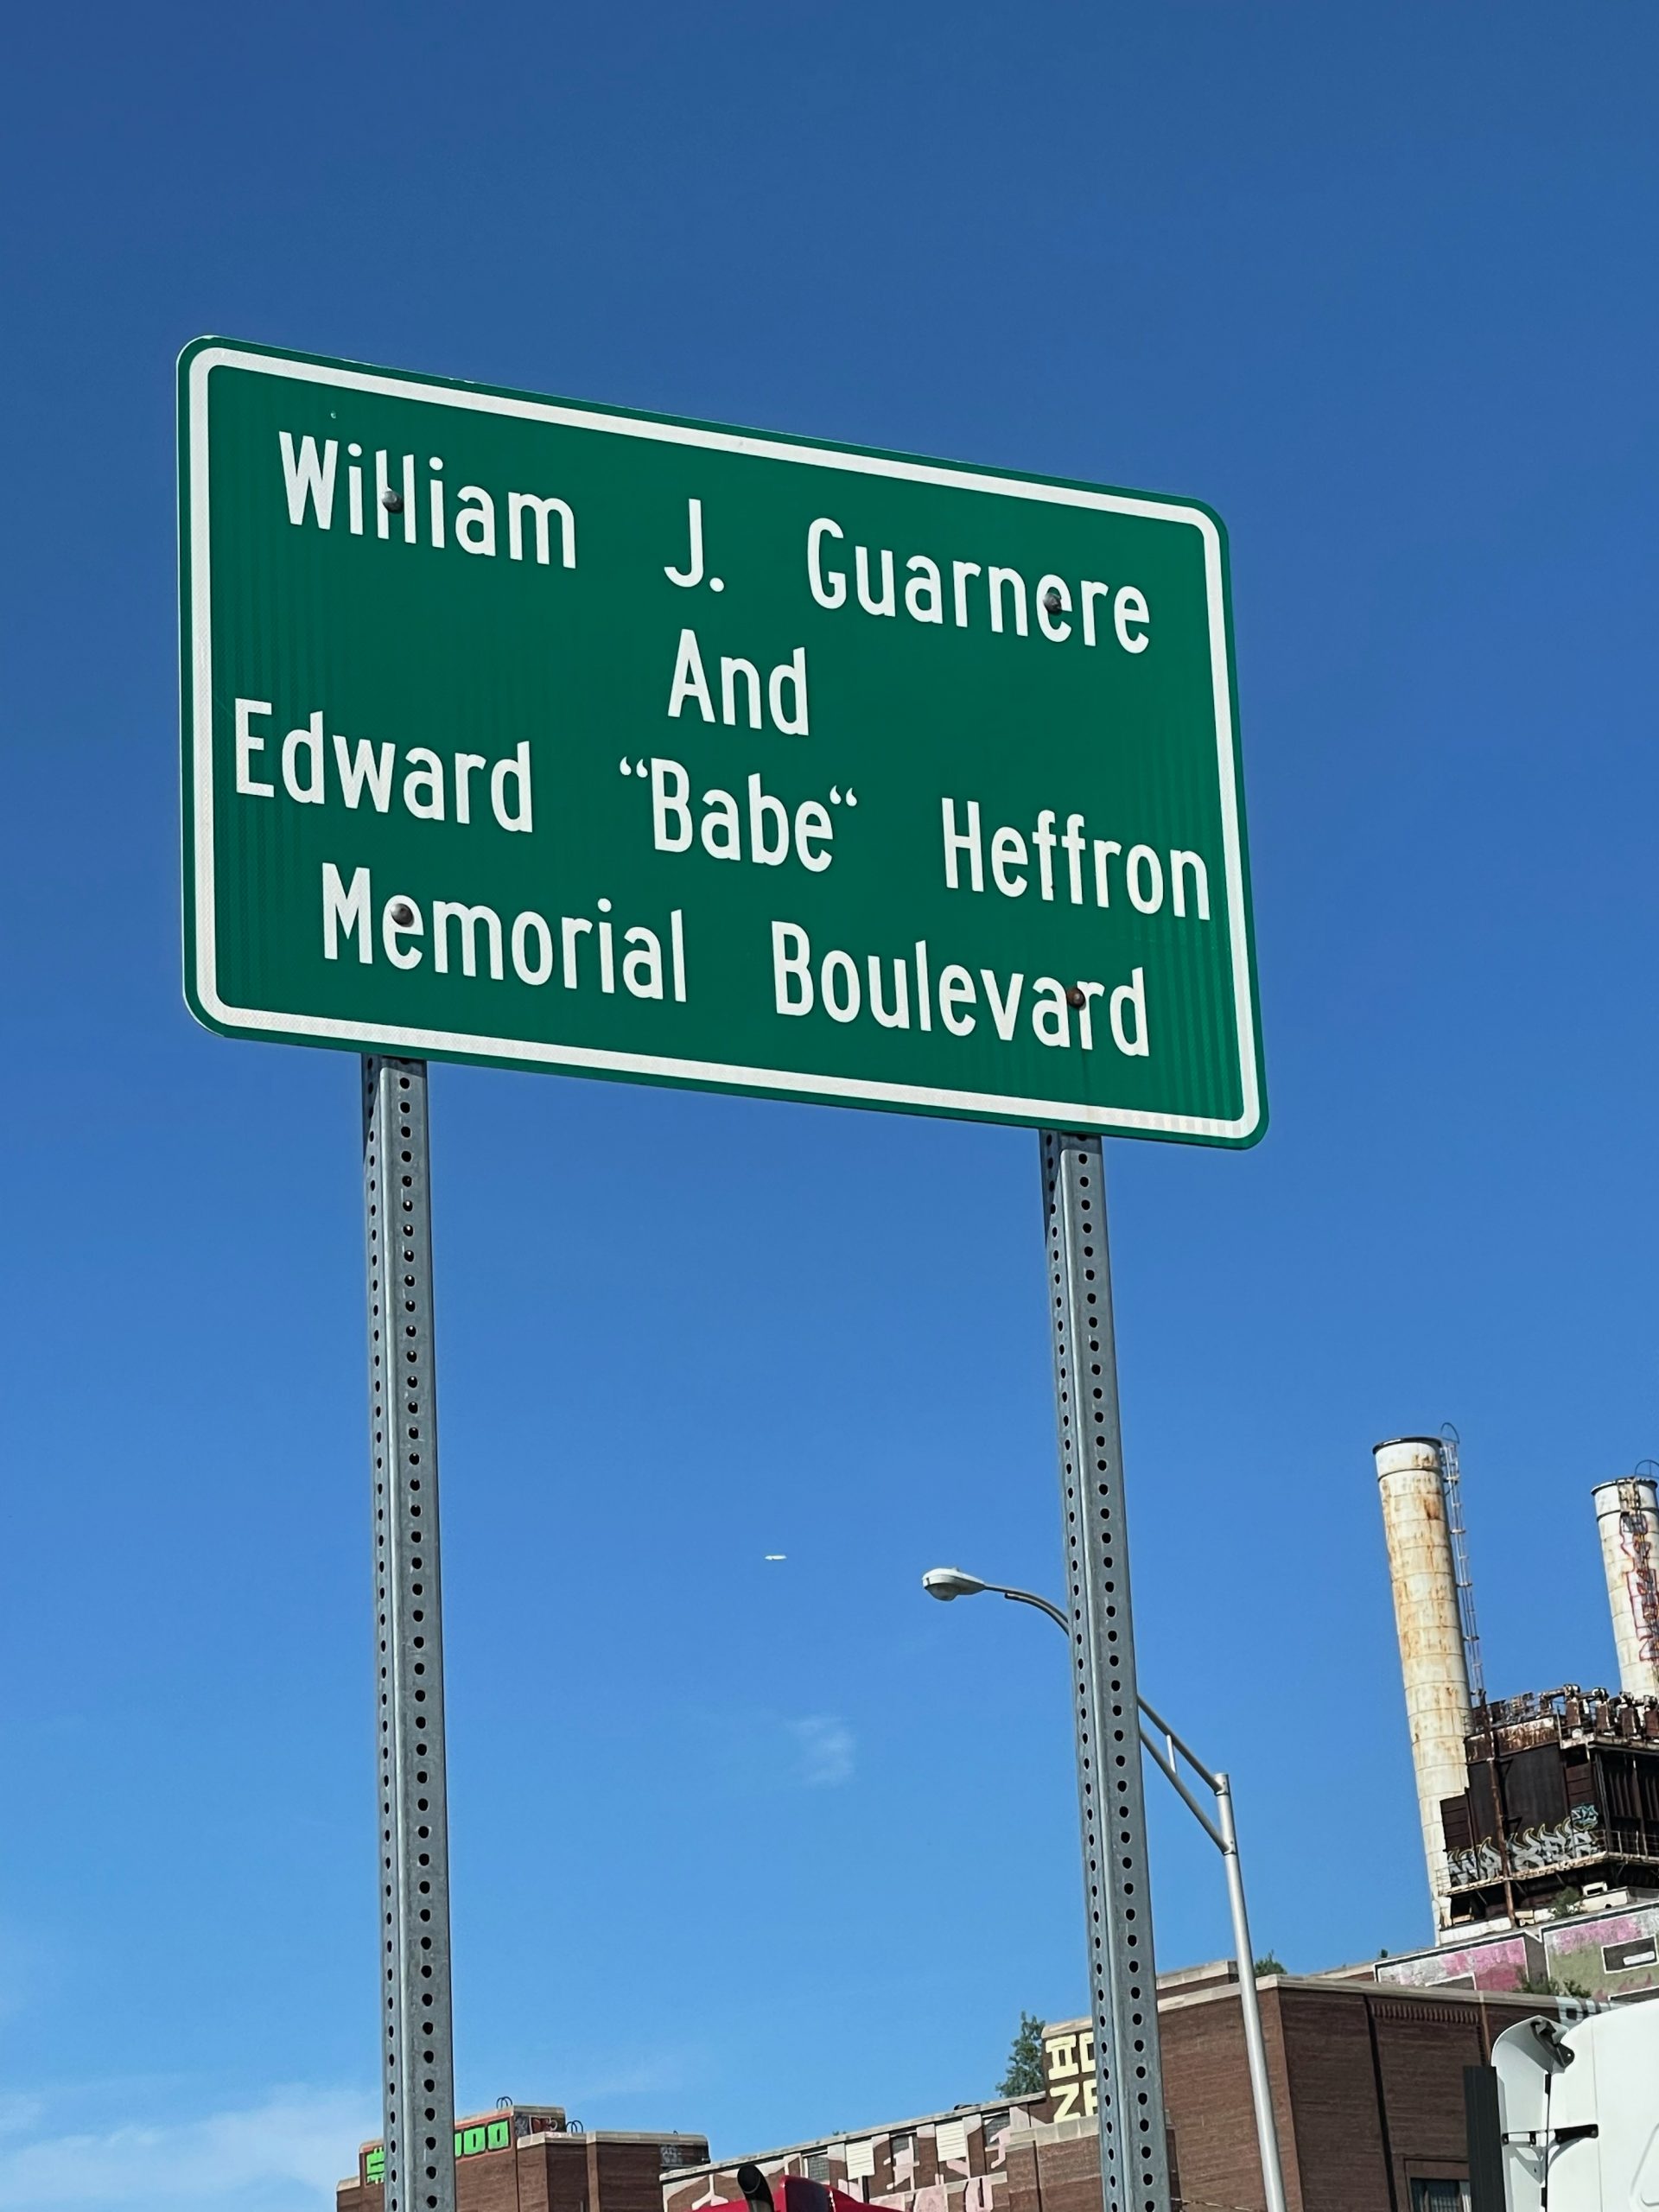 William J. Guarnere
And
Edward “Babe“ Heffron
Memorial Boulevard